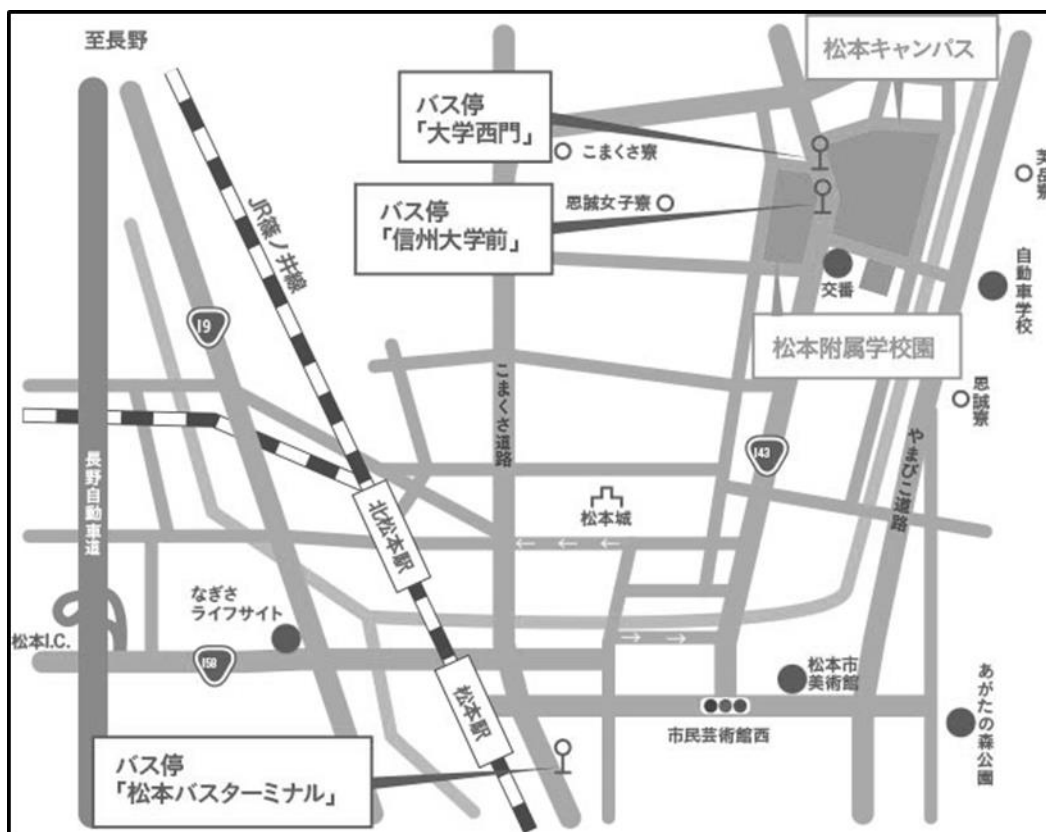 至長野
松本キャンパス
バス停
「大学西門」
こまくさ寮
思誠女子寮
バス停
「信州大学前」
交番
自動車学校
松本附属学校園
JR篠ノ井線
19
こまくさ道路
思誠寮
143
やまびこ道路
長野自動車道
北松本駅
松本城
← ← ←
なぎさ
ライフサイト
松本I.C.
158
→ →
松本市
美術館
あがたの森公園
松本駅
市民芸術館西
バス停
「松本バスターミナル」